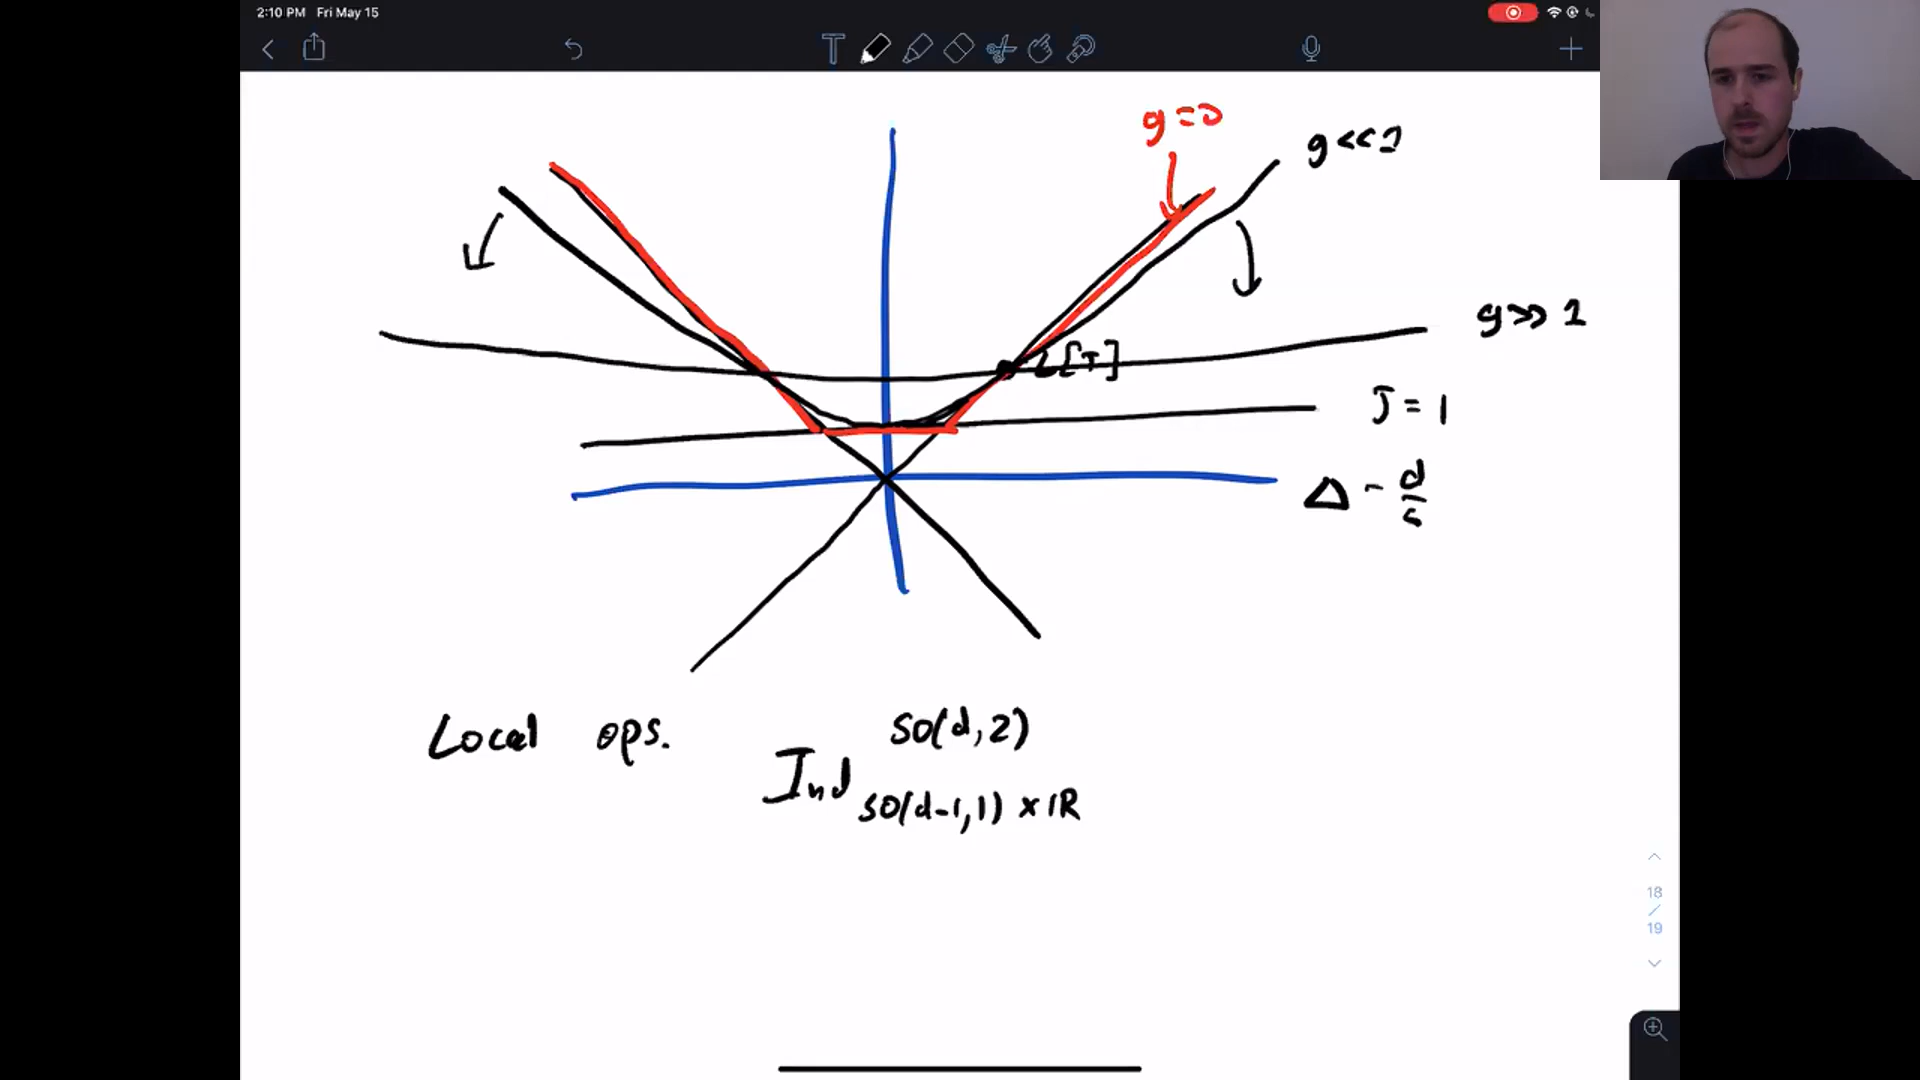 2:10 PM Fri May 15
g=0
g<<1
L[T]
g>>1
J=1
Δ - d/2
Local ops.
Ind SO(d,2)
SO(d-1,1) × IR
18
/
19